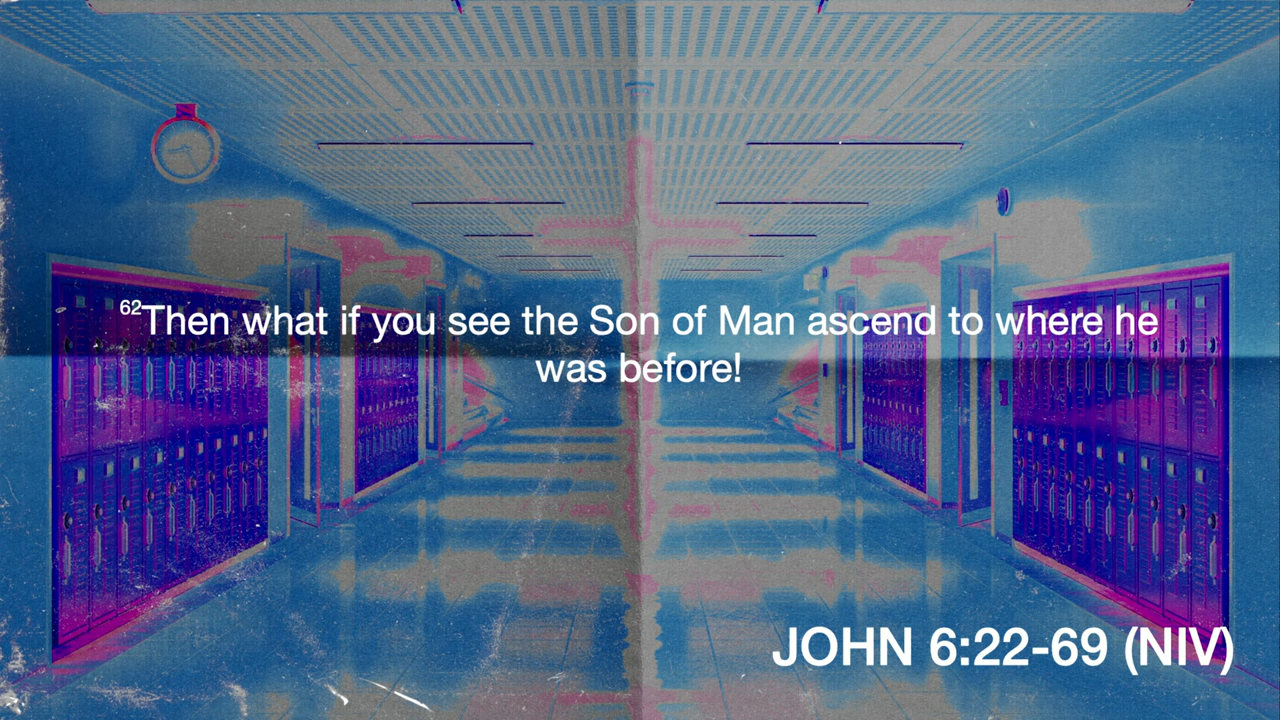 62Then what if you see the Son of Man ascend to where he
was before!
JOHN 6:22-69 (NIV)